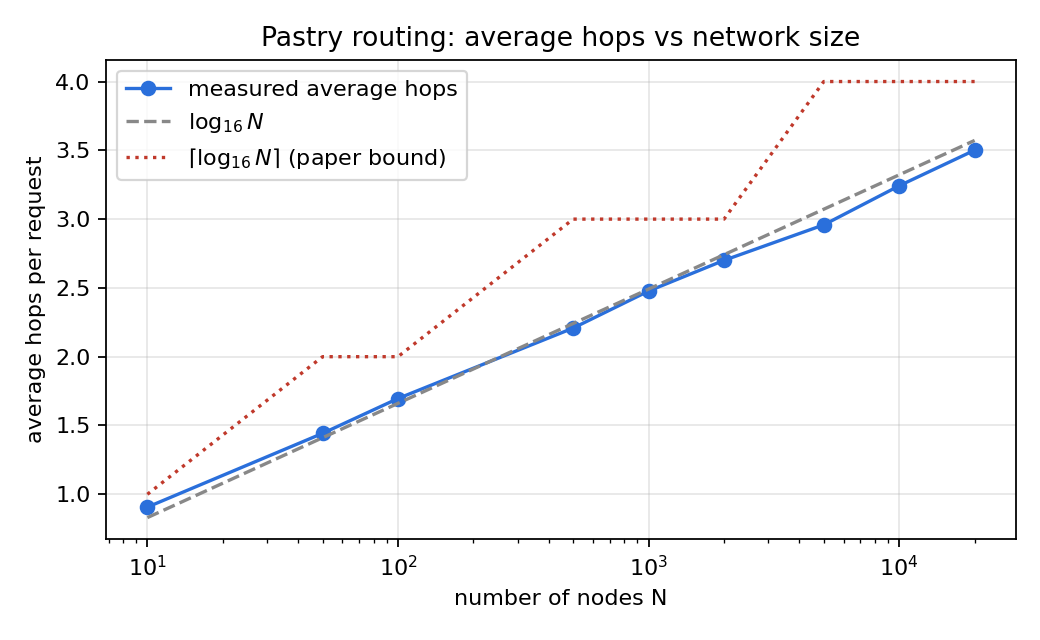 Pastry routing: average hops vs network size
measured average hops
log₁₆ N
⌈log₁₆ N⌉ (paper bound)
average hops per request
4.0
3.5
3.0
2.5
2.0
1.5
1.0
10¹ 10² 10³ 10⁴
number of nodes N